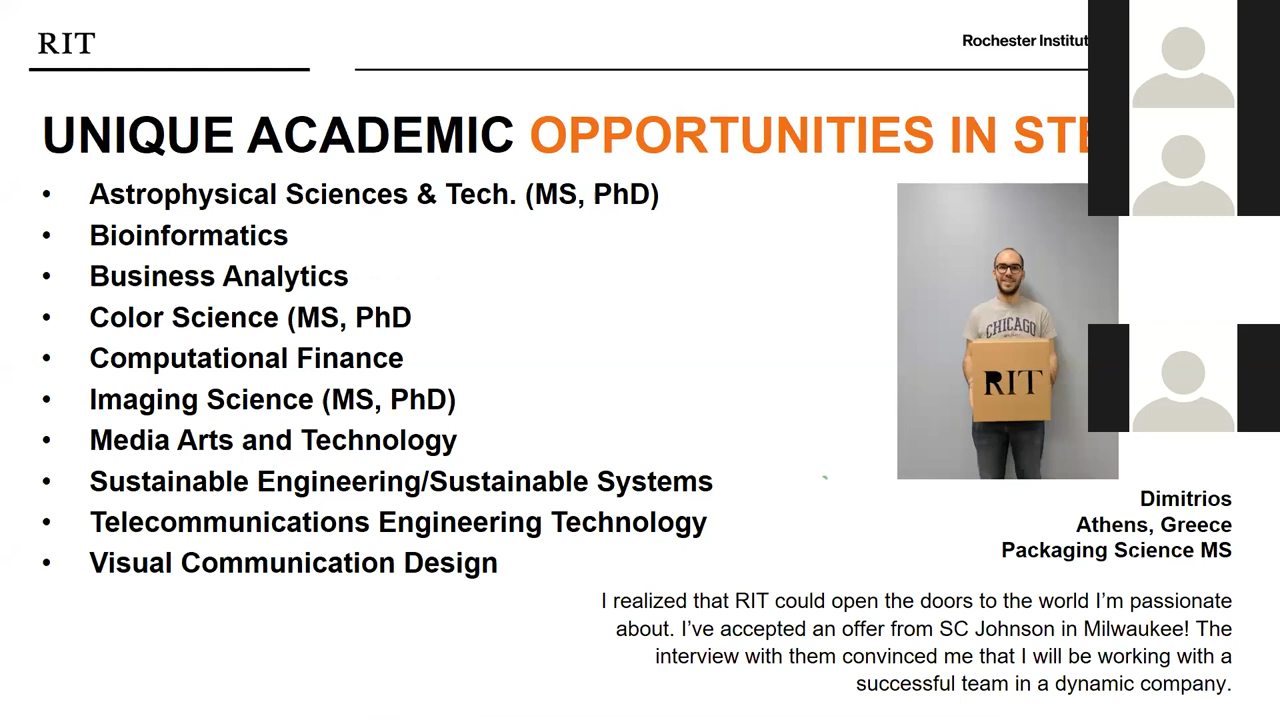 RIT
Rochester Institut
UNIQUE ACADEMIC OPPORTUNITIES IN STE
• Astrophysical Sciences & Tech. (MS, PhD)
• Bioinformatics
• Business Analytics
• Color Science (MS, PhD
• Computational Finance
• Imaging Science (MS, PhD)
• Media Arts and Technology
• Sustainable Engineering/Sustainable Systems
• Telecommunications Engineering Technology
• Visual Communication Design
CHICAGO
RIT
Dimitrios
Athens, Greece
Packaging Science MS
I realized that RIT could open the doors to the world I’m passionate
about. I’ve accepted an offer from SC Johnson in Milwaukee! The
interview with them convinced me that I will be working with a
successful team in a dynamic company.